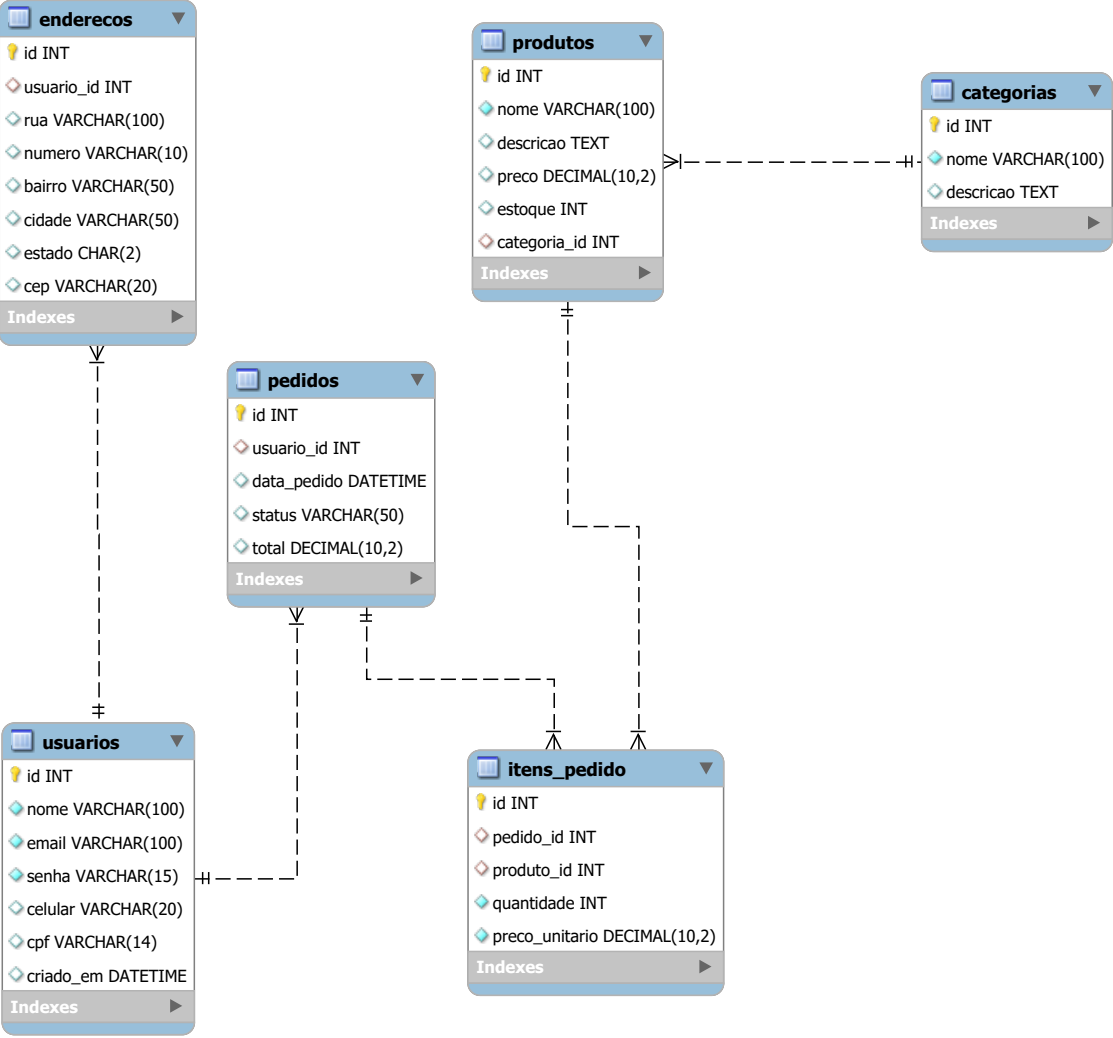 enderecos
id INT
usuario_id INT
rua VARCHAR(100)
numero VARCHAR(10)
bairro VARCHAR(50)
cidade VARCHAR(50)
estado CHAR(2)
cep VARCHAR(20)
Indexes
produtos
id INT
nome VARCHAR(100)
descricao TEXT
preco DECIMAL(10,2)
estoque INT
categoria_id INT
Indexes
categorias
id INT
nome VARCHAR(100)
descricao TEXT
Indexes
pedidos
id INT
usuario_id INT
data_pedido DATETIME
status VARCHAR(50)
total DECIMAL(10,2)
Indexes
usuarios
id INT
nome VARCHAR(100)
email VARCHAR(100)
senha VARCHAR(15)
celular VARCHAR(20)
cpf VARCHAR(14)
criado_em DATETIME
Indexes
itens_pedido
id INT
pedido_id INT
produto_id INT
quantidade INT
preco_unitario DECIMAL(10,2)
Indexes